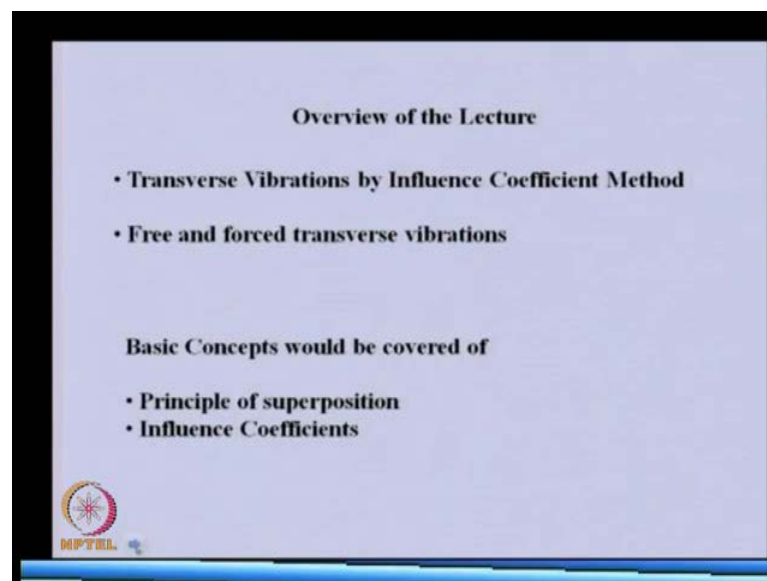 Overview of the Lecture
• Transverse Vibrations by Influence Coefficient Method
• Free and forced transverse vibrations
Basic Concepts would be covered of
• Principle of superposition
• Influence Coefficients
NPTEL